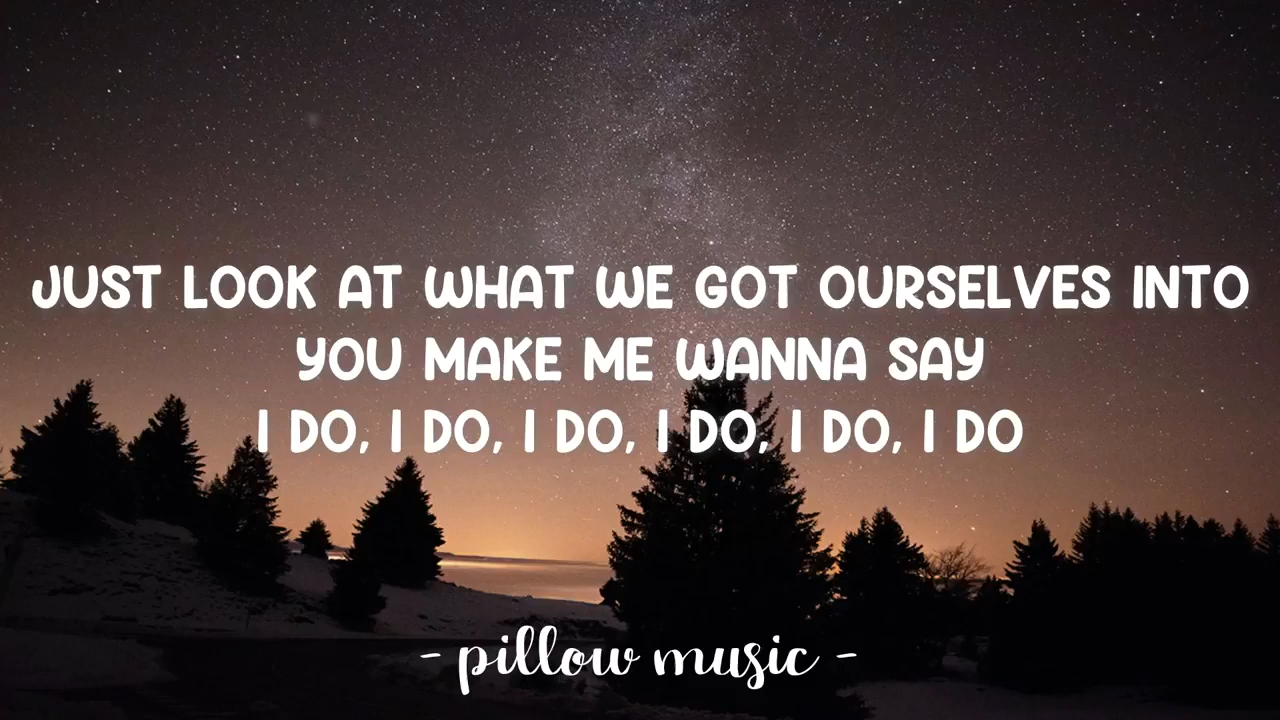 JUST LOOK AT WHAT WE GOT OURSELVES INTO
YOU MAKE ME WANNA SAY
I DO, I DO, I DO, I DO, I DO, I DO
- pillow music -